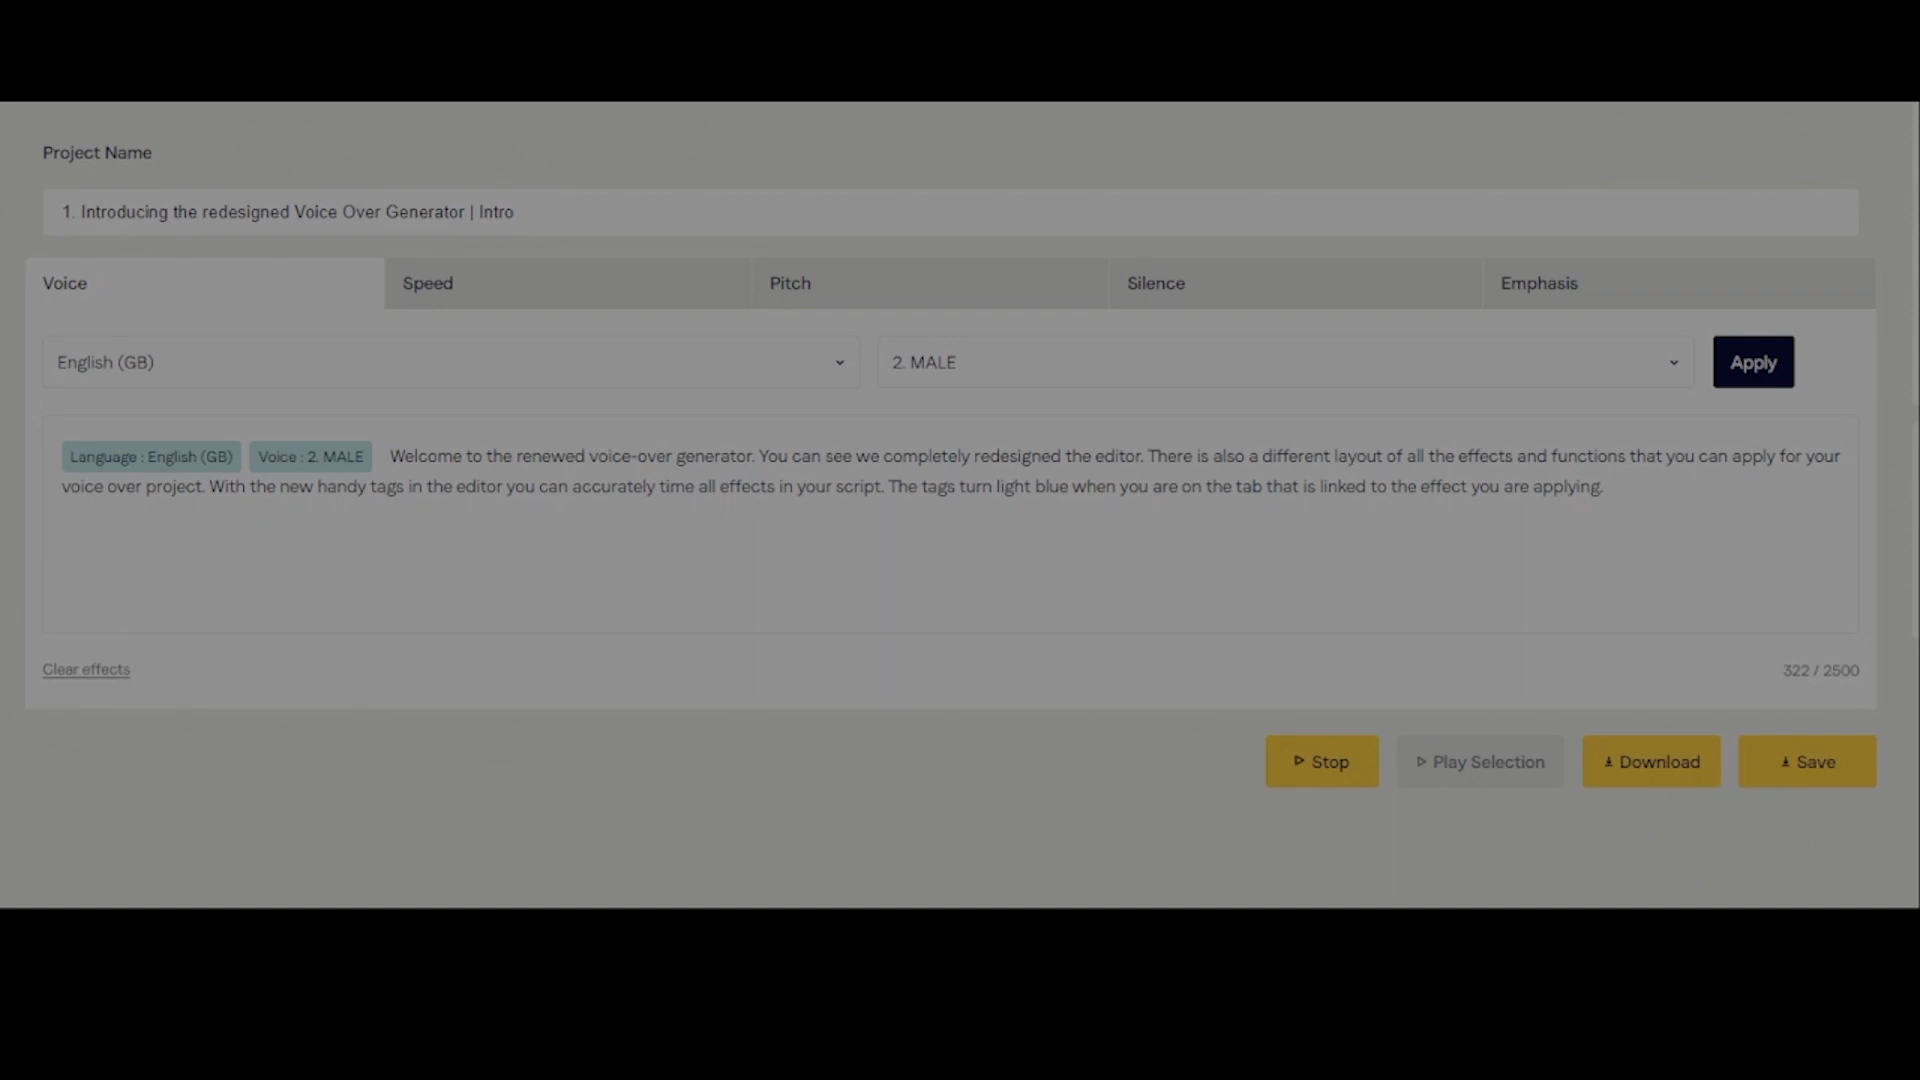 Project Name
1. Introducing the redesigned Voice Over Generator | Intro
Voice
Speed
Pitch
Silence
Emphasis
English (GB)
2. MALE
Apply
Language : English (GB) Voice : 2. MALE Welcome to the renewed voice-over generator. You can see we completely redesigned the editor. There is also a different layout of all the effects and functions that you can apply for your
voice over project. With the new handy tags in the editor you can accurately time all effects in your script. The tags turn light blue when you are on the tab that is linked to the effect you are applying.
Clear effects
322 / 2500
Stop
Play Selection
Download
Save